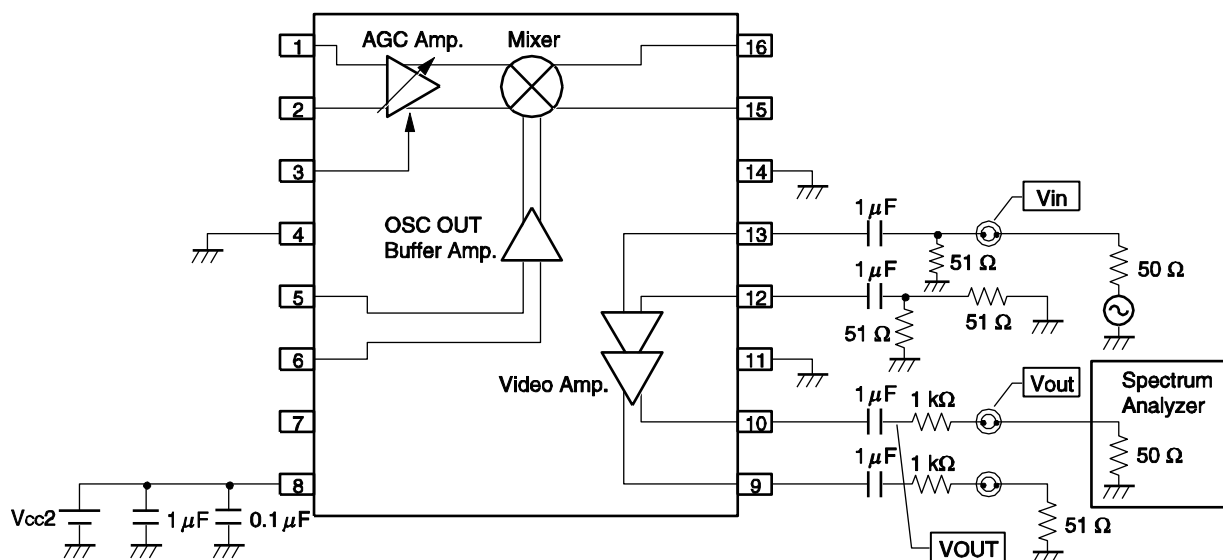 AGC Amp.
Mixer
1
16
2
15
3
14
1 μF
Vin
OSC OUT
Buffer Amp.
4
13
51 Ω
50 Ω
1 μF
5
12
51 Ω
51 Ω
6
11
Video Amp.
1 μF
1 kΩ
Vout
Spectrum
Analyzer
7
10
50 Ω
1 μF
1 kΩ
8
9
Vcc2
1 μF
0.1 μF
51 Ω
VOUT